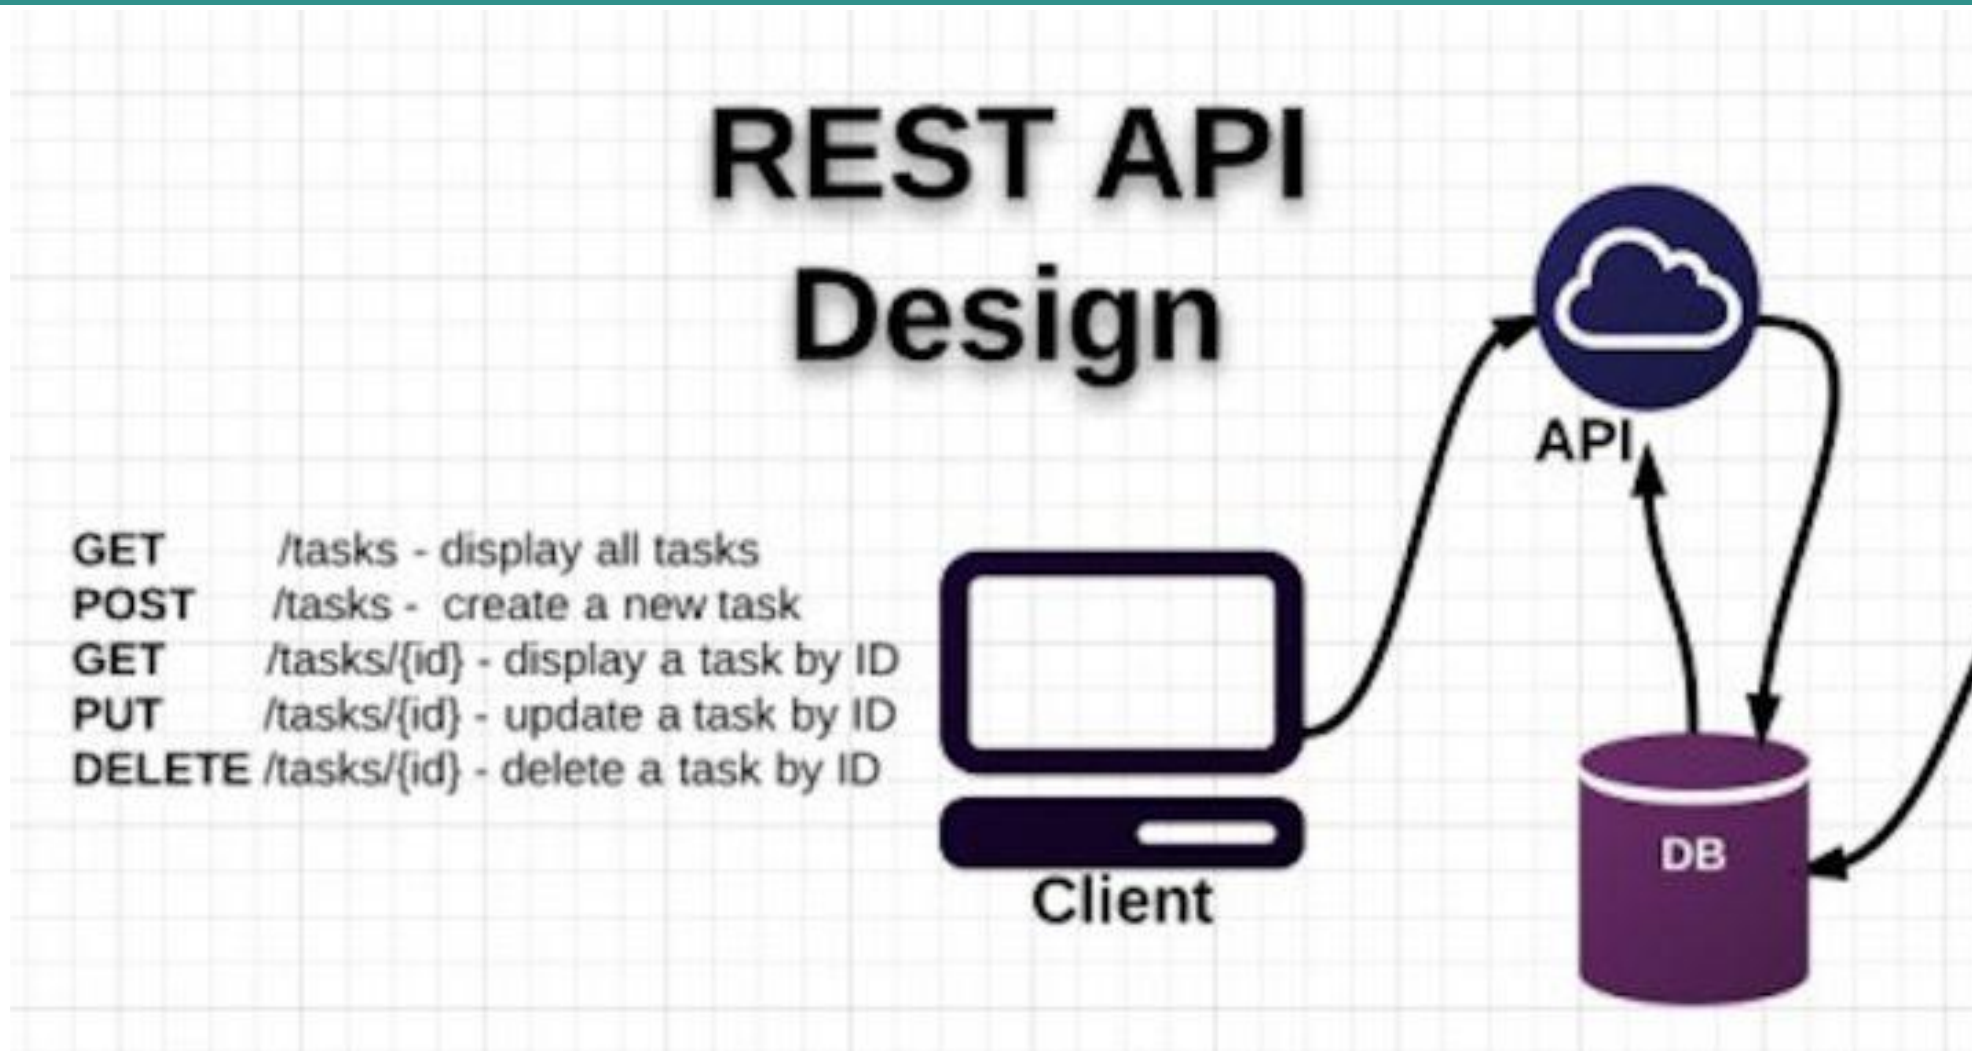 REST API
Design
API
GET /tasks - display all tasks
POST /tasks - create a new task
GET /tasks/{id} - display a task by ID
PUT /tasks/{id} - update a task by ID
DELETE /tasks/{id} - delete a task by ID
Client
DB